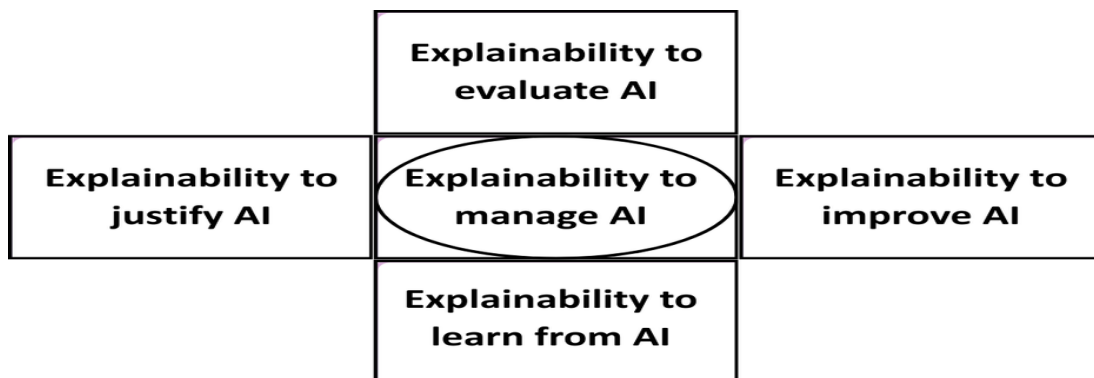 Explainability to
evaluate AI
Explainability to
justify AI
Explainability to
manage AI
Explainability to
improve AI
Explainability to
learn from AI